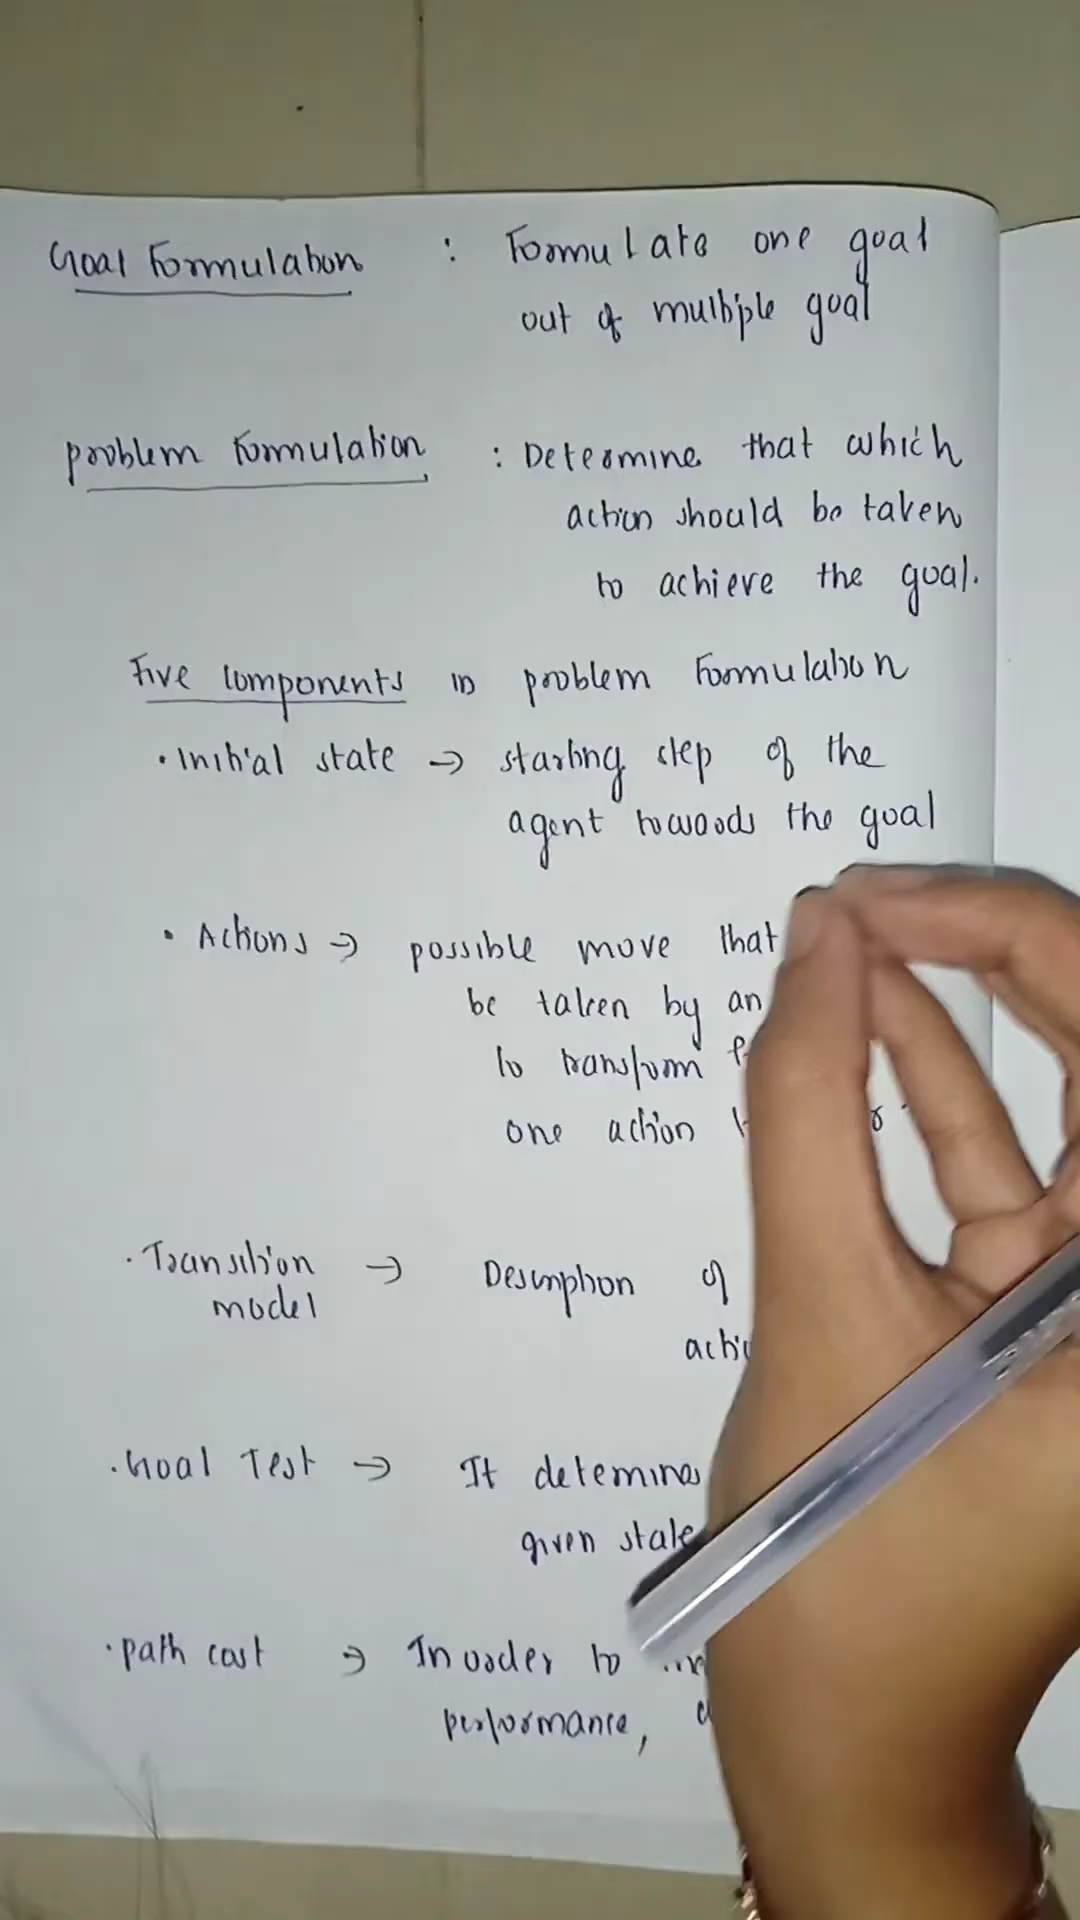 Goal Formulation : Formulate one goal
out of multiple goal
problem Formulation : Determine that which
action should be taken
to achieve the goal.
Five components in problem Formulation
• Initial state → starting step of the
agent towards the goal
• Actions → possible move that
be taken by an
to transform
one action
• Transition → Description of
model
• Goal Test → It determines
given state
• path cost → In order to
performance,